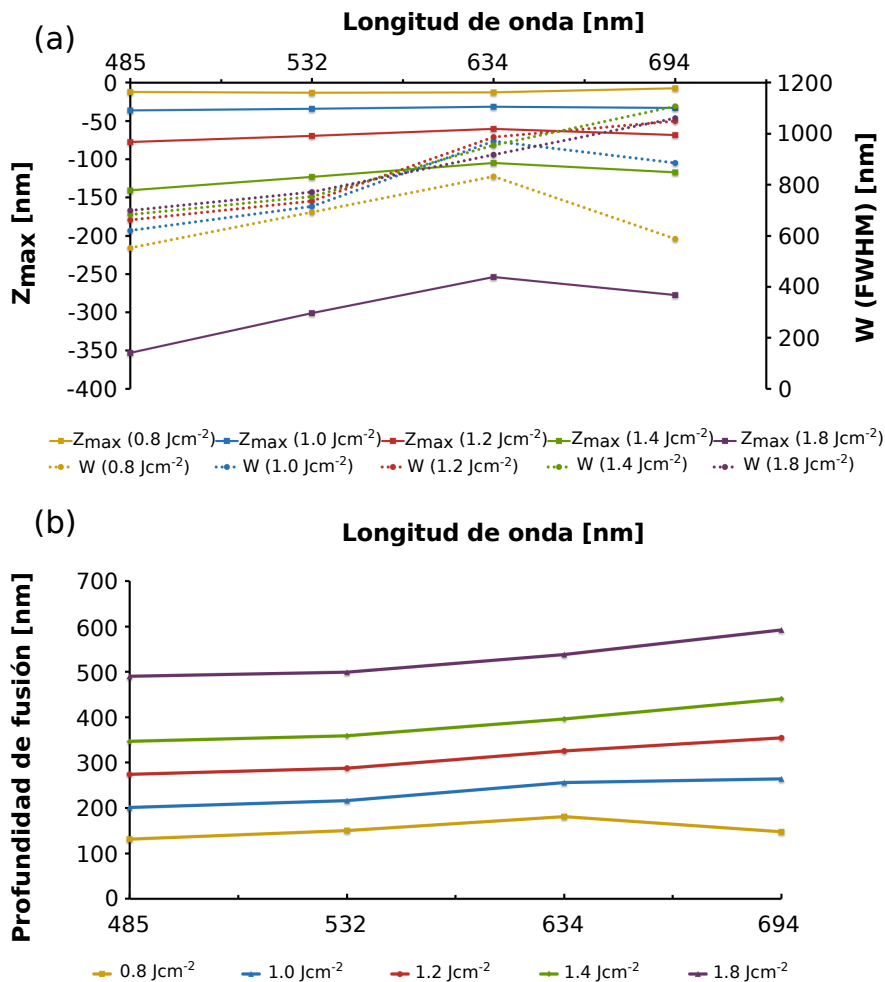 (a)
Longitud de onda [nm]
485 532 634 694
0 1200
-50 1000
-100
-150 800
-200 600
-250
-300 400
-350 200
-400 0
Zmax [nm]
W (FWHM) [nm]
Zmax (0.8 Jcm-2) Zmax (1.0 Jcm-2) Zmax (1.2 Jcm-2) Zmax (1.4 Jcm-2) Zmax (1.8 Jcm-2)
W (0.8 Jcm-2) W (1.0 Jcm-2) W (1.2 Jcm-2) W (1.4 Jcm-2) W (1.8 Jcm-2)
(b)
Longitud de onda [nm]
700
600
500
400
300
200
100
0
Profundidad de fusión [nm]
485 532 634 694
0.8 Jcm-2 1.0 Jcm-2 1.2 Jcm-2 1.4 Jcm-2 1.8 Jcm-2